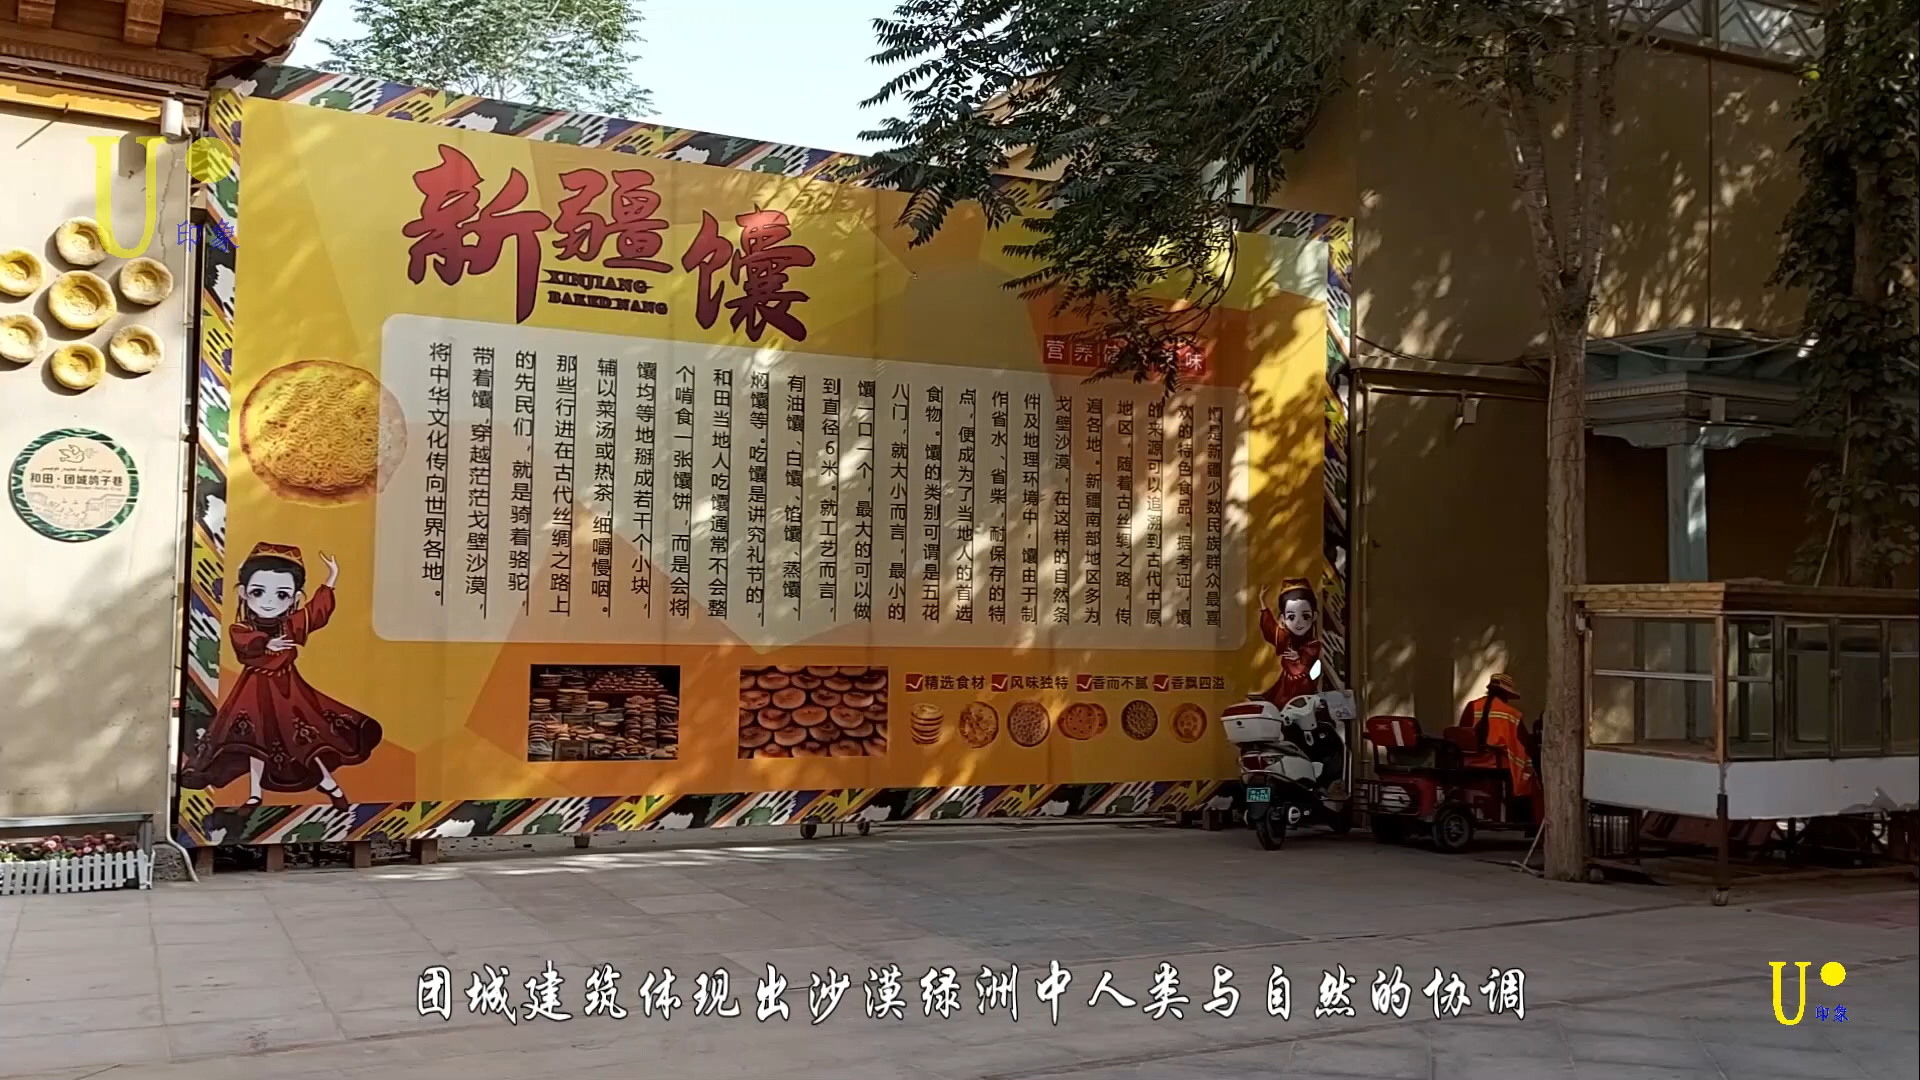 新疆馕
XINJIANG
BAKED NANG
营养
味
馕是新疆少数民族群众最喜
欢的特色食品。据考证，馕
的来源可以追溯到古代中原
地区，随着古丝绸之路，传
遍各地。新疆南部地区多为
戈壁沙漠，在这样的自然条
件及地理环境中，馕由于制
作省水、省柴，耐保存的特
点，便成为了当地人的首选
食物。馕的类别可谓是五花
八门，就大小而言，最小的
馕一口一个，最大的可以做
到直径6米。就工艺而言，
有油馕、白馕、馅馕、蒸馕、
焖馕等。吃馕是讲究礼节的，
和田当地人吃馕通常不会整
个啃食一张馕饼，而是会将
馕均等地掰成若干个小块，
辅以菜汤或热茶，细嚼慢咽。
那些行进在古代丝绸之路上
的先民们，就是骑着骆驼，
带着馕，穿越茫茫戈壁沙漠，
将中华文化传向世界各地。
精选食材 风味独特 香而不腻 香飘四溢
和田·团城鸽子巷
U 印象
团城建筑体现出沙漠绿洲中人类与自然的协调
U 印象